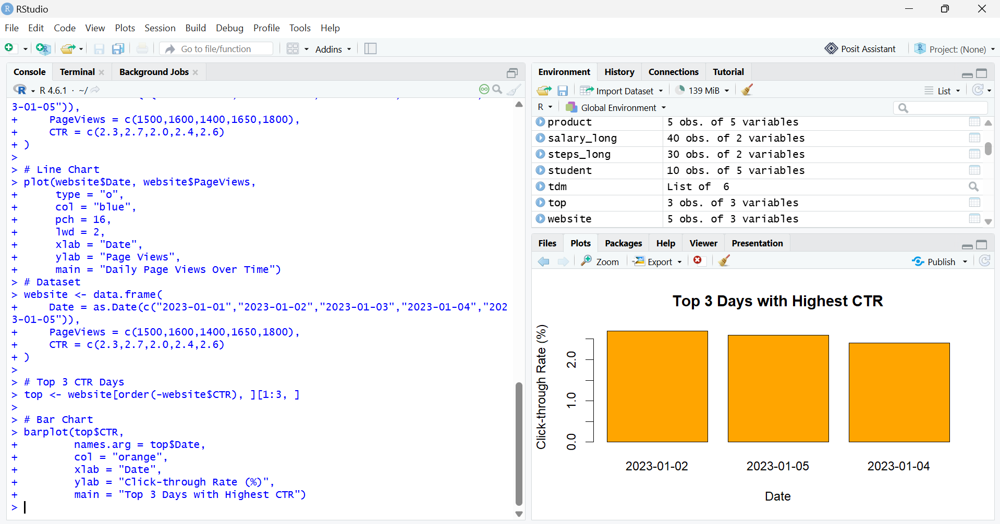 RStudio
File Edit Code View Plots Session Build Debug Profile Tools Help
Go to file/function Addins Posit Assistant Project: (None)
Console Terminal Background Jobs
R 4.6.1 · ~/
3-01-05")),
+     PageViews = c(1500,1600,1400,1650,1800),
+     CTR = c(2.3,2.7,2.0,2.4,2.6)
+ )
>
> # Line Chart
> plot(website$Date, website$PageViews,
+      type = "o",
+      col = "blue",
+      pch = 16,
+      lwd = 2,
+      xlab = "Date",
+      ylab = "Page Views",
+      main = "Daily Page Views Over Time")
> # Dataset
> website <- data.frame(
+     Date = as.Date(c("2023-01-01","2023-01-02","2023-01-03","2023-01-04","202
3-01-05")),
+     PageViews = c(1500,1600,1400,1650,1800),
+     CTR = c(2.3,2.7,2.0,2.4,2.6)
+ )
>
> # Top 3 CTR Days
> top <- website[order(-website$CTR), ][1:3, ]
>
> # Bar Chart
> barplot(top$CTR,
+         names.arg = top$Date,
+         col = "orange",
+         xlab = "Date",
+         ylab = "Click-through Rate (%)",
+         main = "Top 3 Days with Highest CTR")
>
Environment History Connections Tutorial
Import Dataset 139 MiB List
R Global Environment
product 5 obs. of 5 variables
salary_long 40 obs. of 2 variables
steps_long 30 obs. of 2 variables
student 10 obs. of 5 variables
tdm List of 6
top 3 obs. of 3 variables
website 5 obs. of 3 variables
Files Plots Packages Help Viewer Presentation
Zoom Export Publish
Top 3 Days with Highest CTR
Click-through Rate (%)
2.0
1.0
0.0
2023-01-02 2023-01-05 2023-01-04
Date